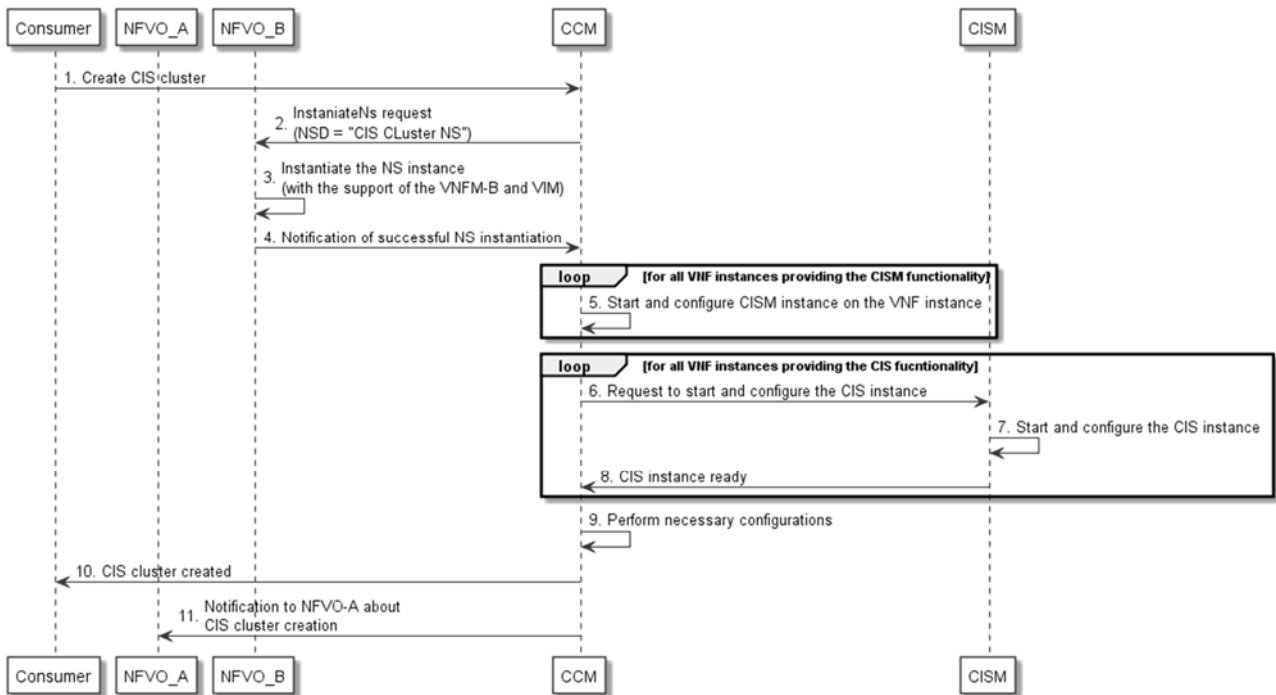 Consumer NFVO_A NFVO_B CCM CISM
1. Create CIS cluster
InstaniateNs request
2.
(NSD = "CIS CLuster NS")
Instantiate the NS instance
3.
(with the support of the VNFM-B and VIM)
4. Notification of successful NS instantiation
loop [for all VNF instances providing the CISM functionality]
5. Start and configure CISM instance on the VNF instance
loop [for all VNF instances providing the CIS fucntionality]
6. Request to start and configure the CIS instance
7. Start and configure the CIS instance
8. CIS instance ready
9. Perform necessary configurations
10. CIS cluster created
Notification to NFVO-A about
11.
CIS cluster creation
Consumer NFVO_A NFVO_B CCM CISM